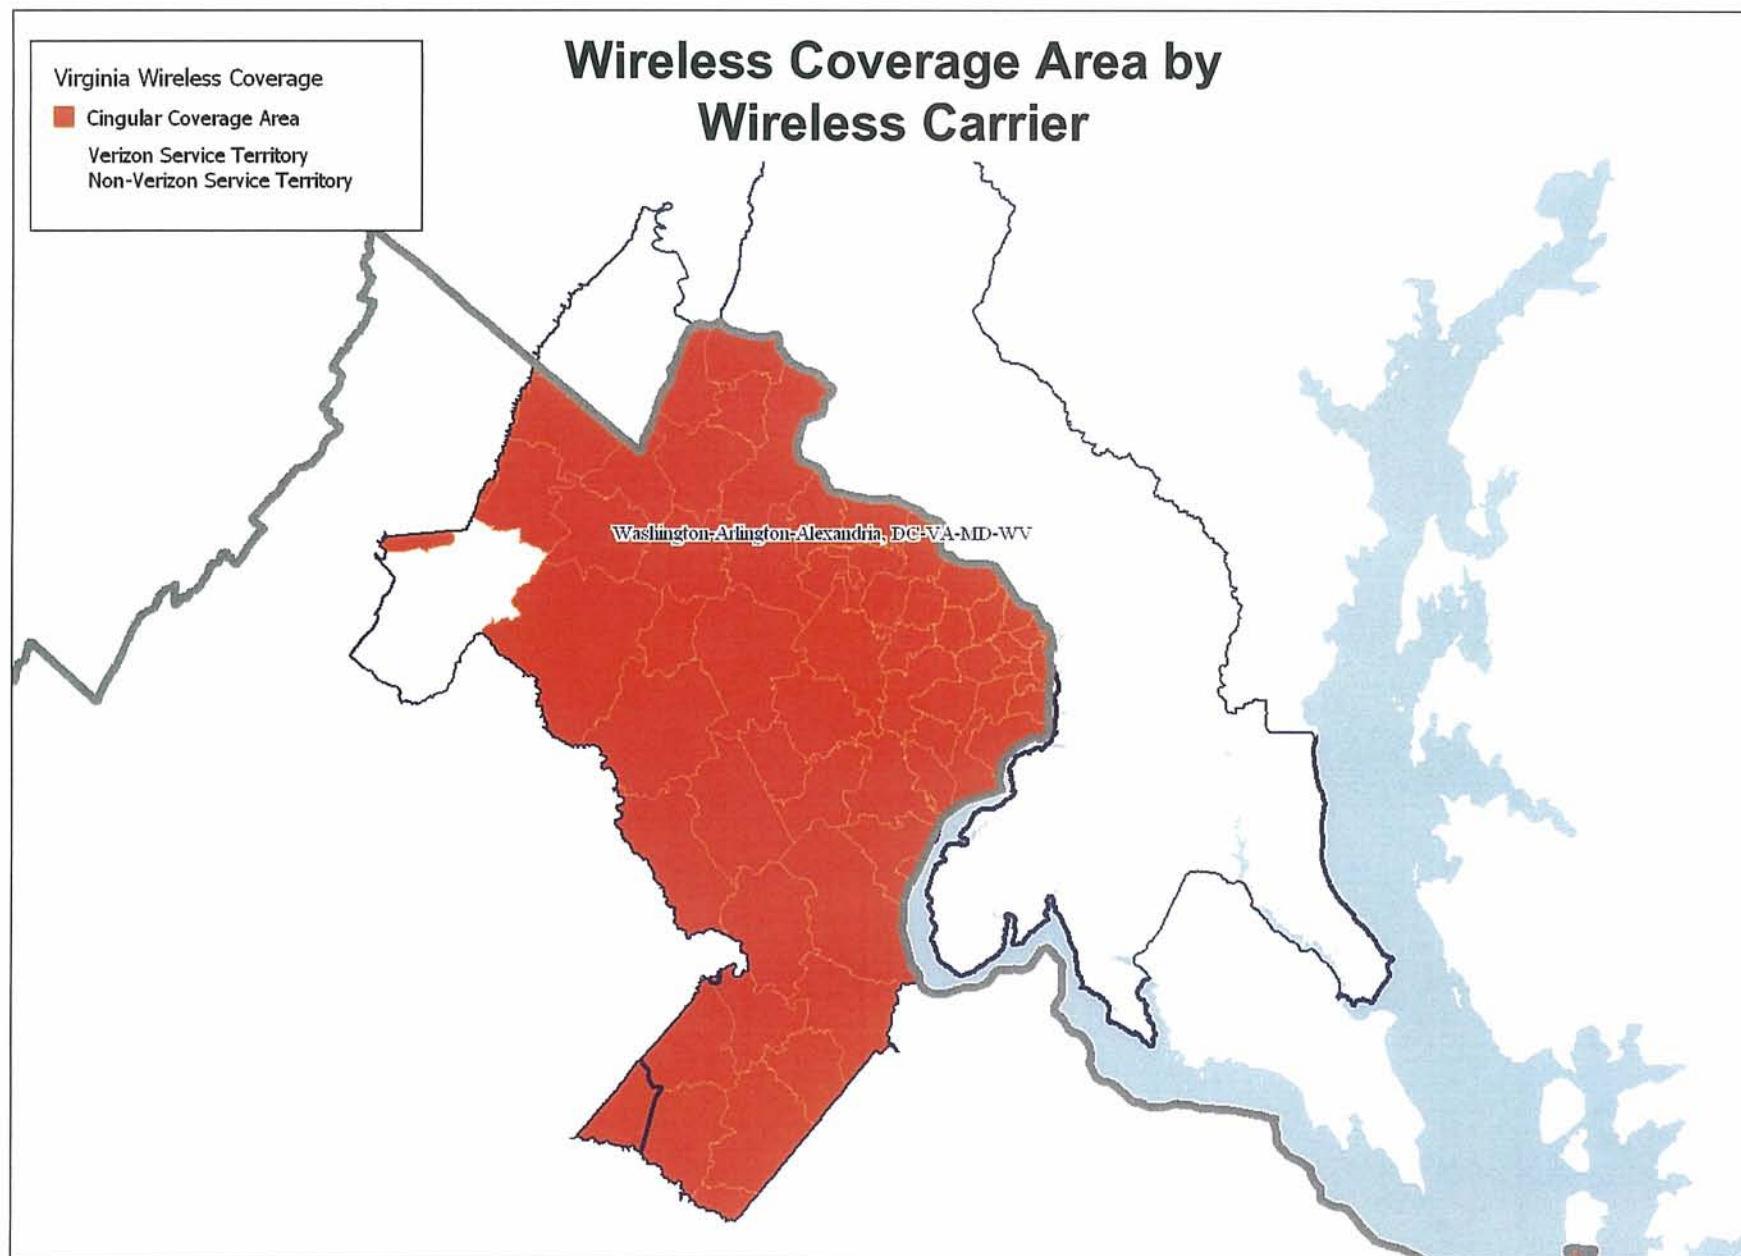 Wireless Coverage Area by
Wireless Carrier
Virginia Wireless Coverage
Cingular Coverage Area
Verizon Service Territory
Non-Verizon Service Territory
Washington-Arlington-Alexandria, DC-VA-MD-WV